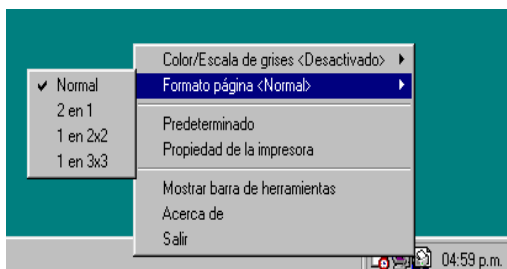 Color/Escala de grises <Desactivado>
Formato página <Normal>
Normal
2 en 1
1 en 2x2
1 en 3x3
Predeterminado
Propiedad de la impresora
Mostrar barra de herramientas
Acerca de
Salir
04:59 p.m.